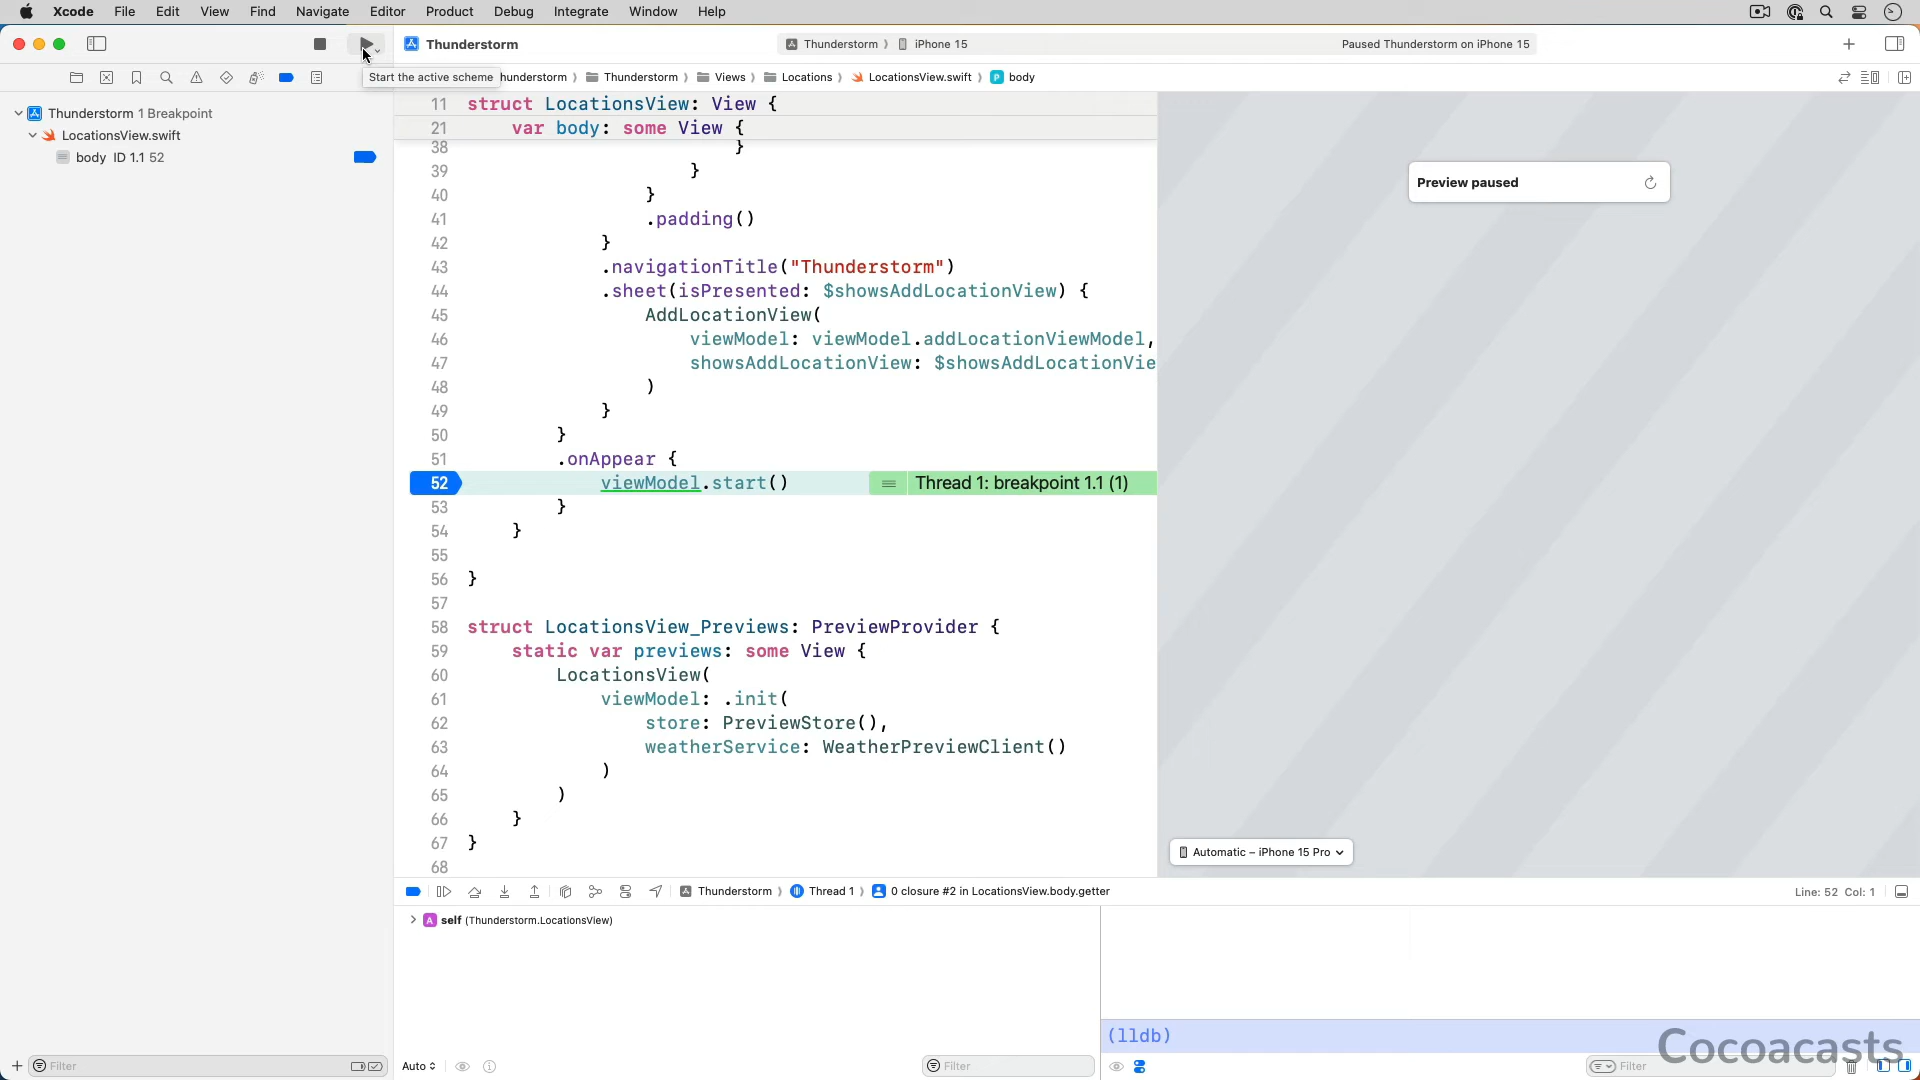 Xcode File Edit View Find Navigate Editor Product Debug Integrate Window Help
Thunderstorm
Thunderstorm iPhone 15
Paused Thunderstorm on iPhone 15
Start the active scheme
hunderstorm Thunderstorm Views Locations LocationsView.swift body
Thunderstorm 1 Breakpoint
LocationsView.swift
body ID 1.1 52
11 struct LocationsView: View {
21 var body: some View {
38 }
39 }
40 }
41 .padding()
42 }
43 .navigationTitle("Thunderstorm")
44 .sheet(isPresented: $showsAddLocationView) {
45 AddLocationView(
46 viewModel: viewModel.addLocationViewModel,
47 showsAddLocationView: $showsAddLocationVie
48 )
49 }
50 }
51 .onAppear {
52 viewModel.start() Thread 1: breakpoint 1.1 (1)
53 }
54 }
55
56 }
57
58 struct LocationsView_Previews: PreviewProvider {
59 static var previews: some View {
60 LocationsView(
61 viewModel: .init(
62 store: PreviewStore(),
63 weatherService: WeatherPreviewClient()
64 )
65 )
66 }
67 }
68
Preview paused
Automatic – iPhone 15 Pro
Thunderstorm Thread 1 0 closure #2 in LocationsView.body.getter
Line: 52 Col: 1
A self (Thunderstorm.LocationsView)
(lldb)
Filter
Auto
Filter
Filter
Cocoacasts